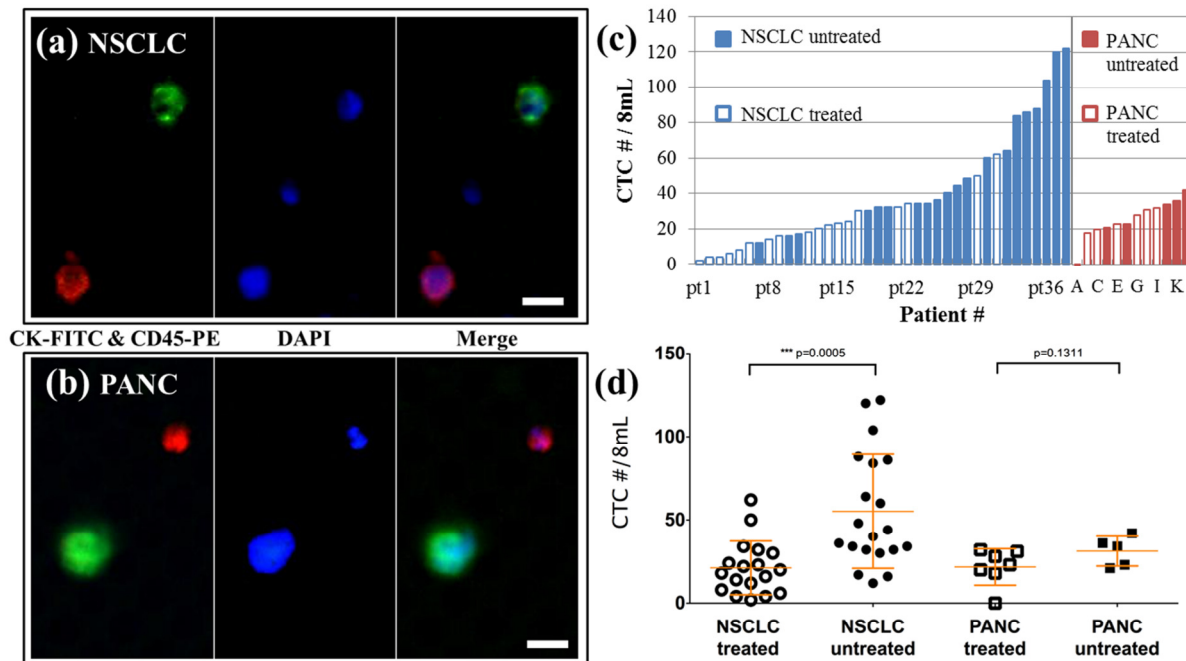 (a) NSCLC
CK-FITC & CD45-PE DAPI Merge
(b) PANC
(c)
CTC # / 8mL
140
120
100
80
60
40
20
0
NSCLC untreated
NSCLC treated
PANC
untreated
PANC
treated
pt1 pt8 pt15 pt22 pt29 pt36 A C E G I K
Patient #
(d)
CTC #/8mL
150
100
50
0
*** p=0.0005
p=0.1311
NSCLC
treated
NSCLC
untreated
PANC
treated
PANC
untreated